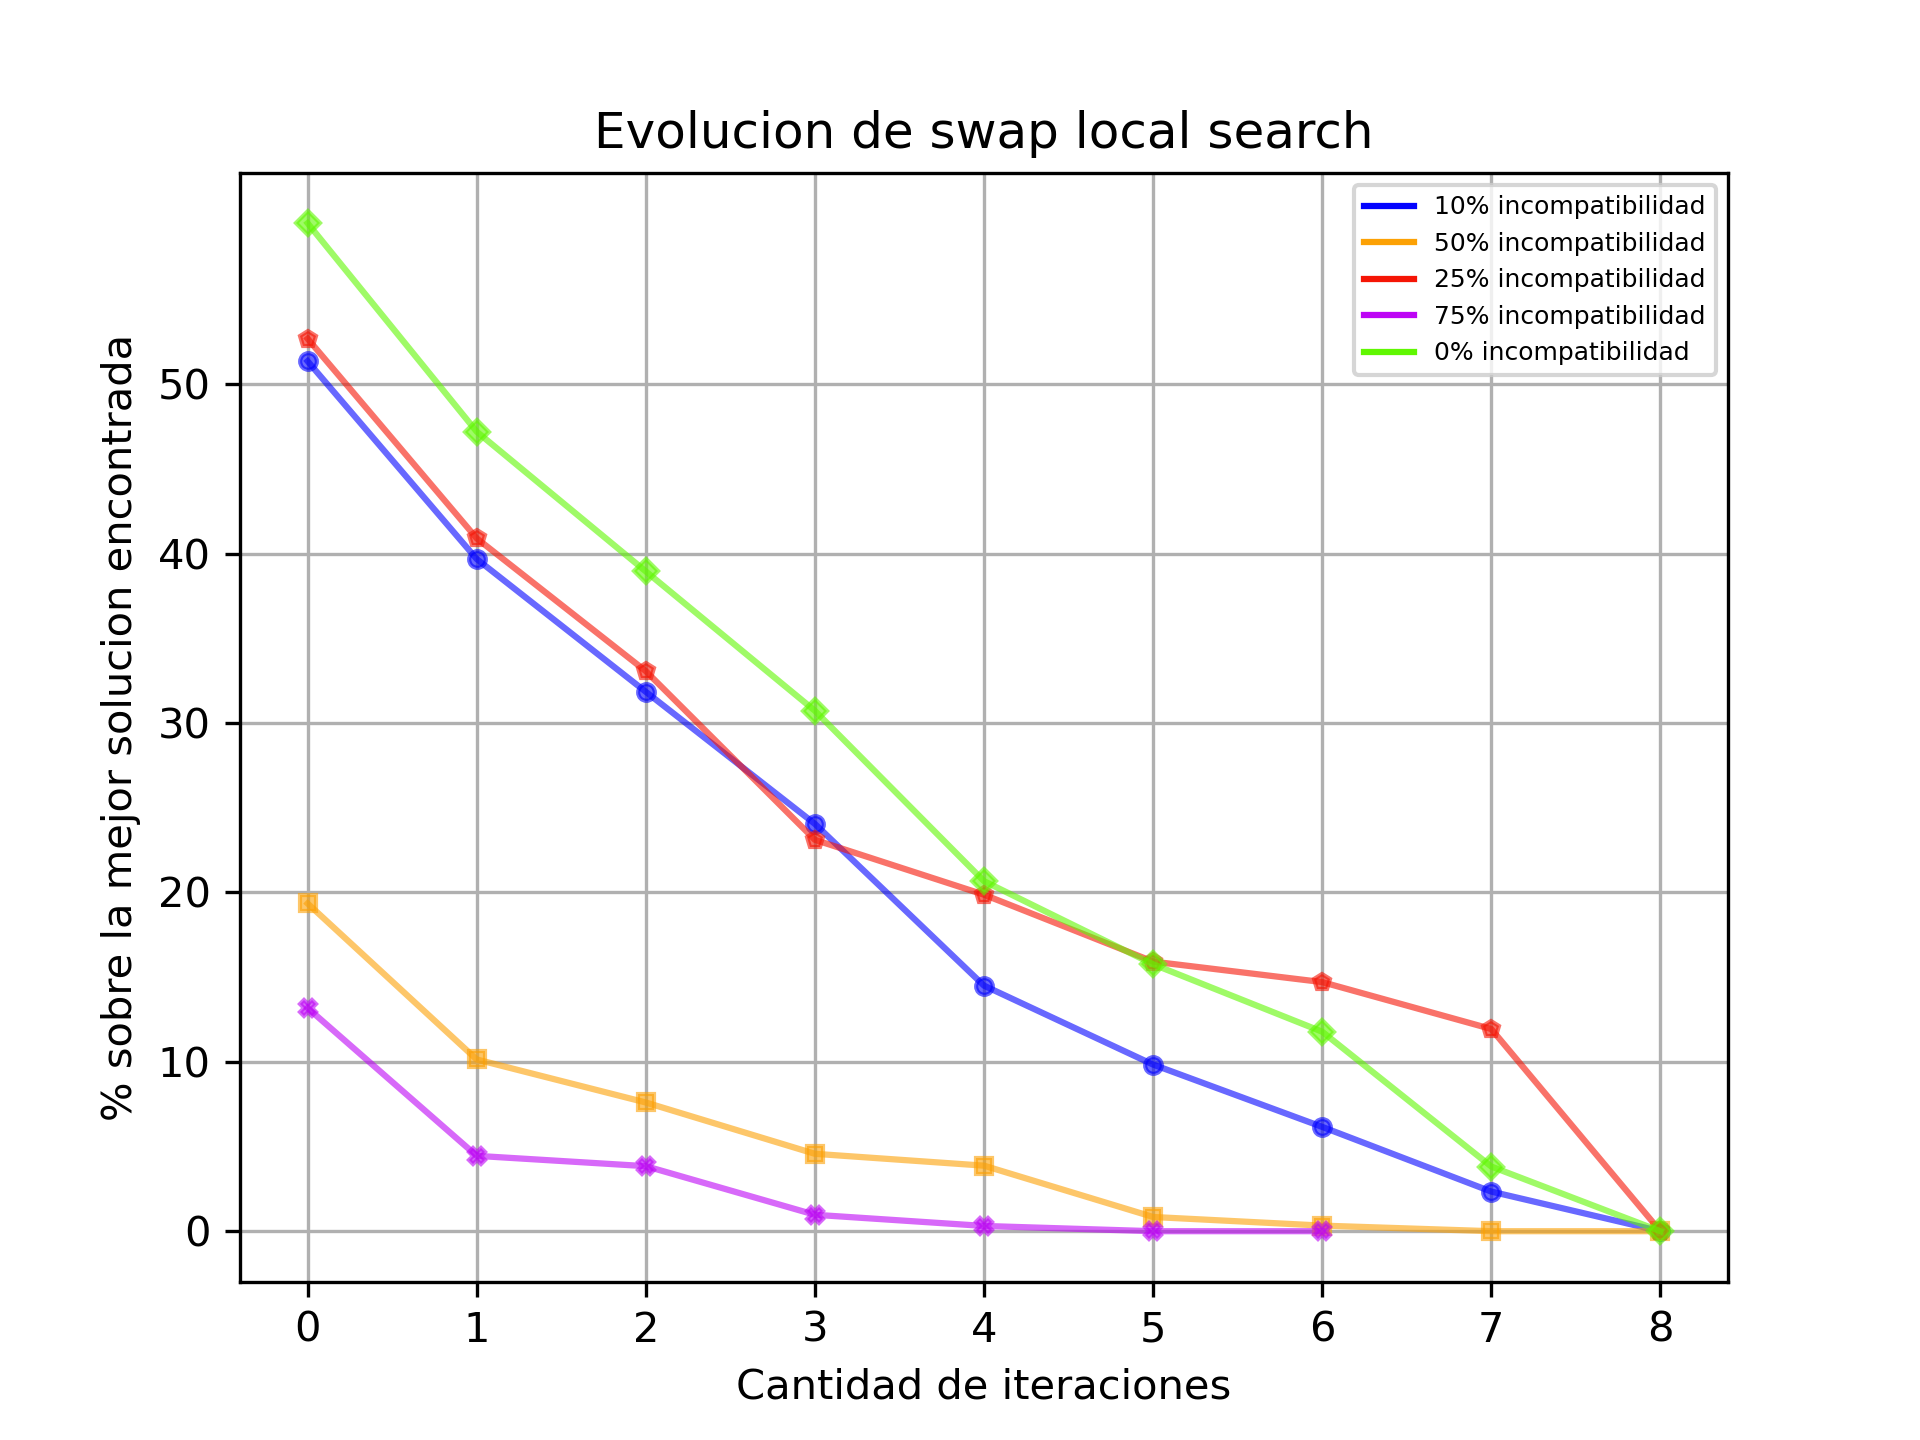 Evolucion de swap local search
10% incompatibilidad
50% incompatibilidad
25% incompatibilidad
75% incompatibilidad
0% incompatibilidad
% sobre la mejor solucion encontrada
50
40
30
20
10
0
0 1 2 3 4 5 6 7 8
Cantidad de iteraciones